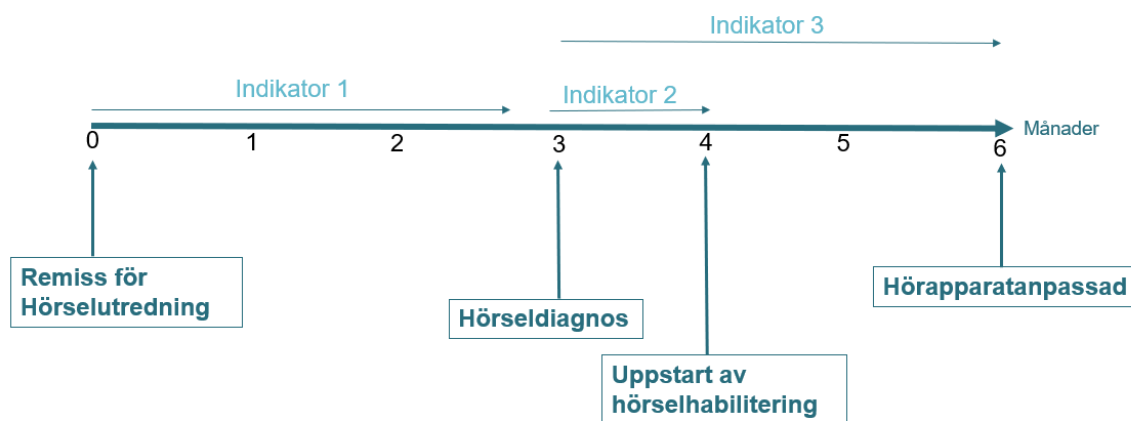 Indikator 3
Indikator 1
Indikator 2
Månader
0
1
2
3
4
5
6
Remiss för
Hörselutredning
Hörseldiagnos
Uppstart av
hörselhabilitering
Hörapparatanpassad